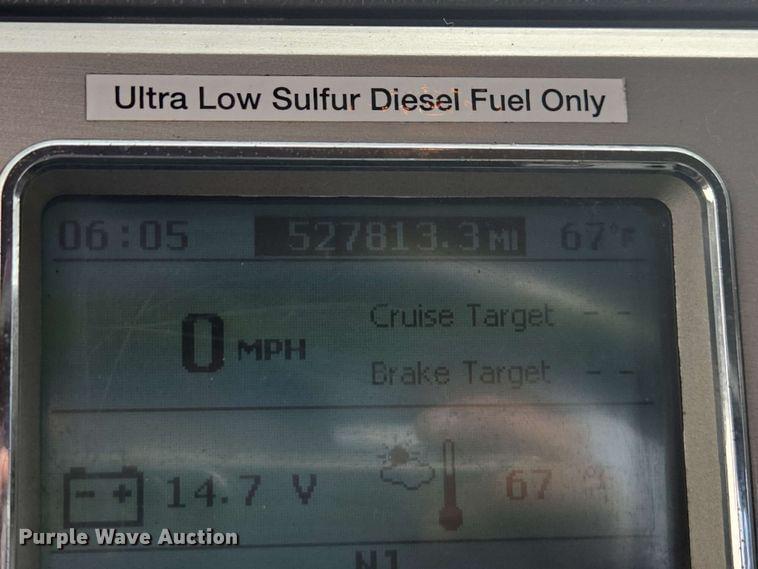 Ultra Low Sulfur Diesel Fuel Only
06:05 527813.3 MI 67°F
0 MPH
Cruise Target - -
Brake Target - -
14.7 V 67 °F
Purple Wave Auction